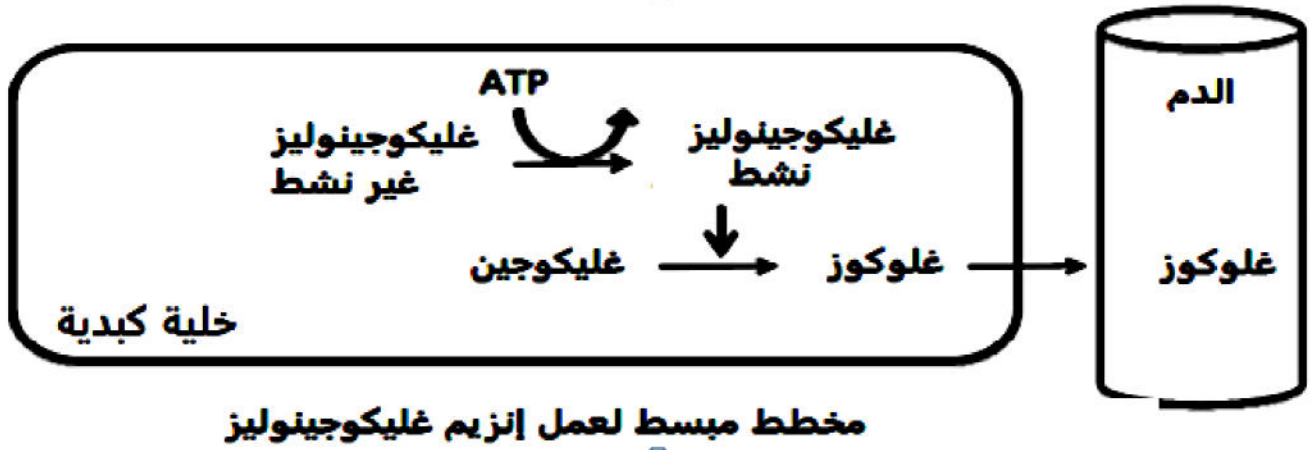 الدم
ATP
غليكوجينوليز
نشط
غليكوجينوليز
غير نشط
غليكوجين
غلوكوز
غلوكوز
خلية كبدية
مخطط مبسط لعمل إنزيم غليكوجينوليز